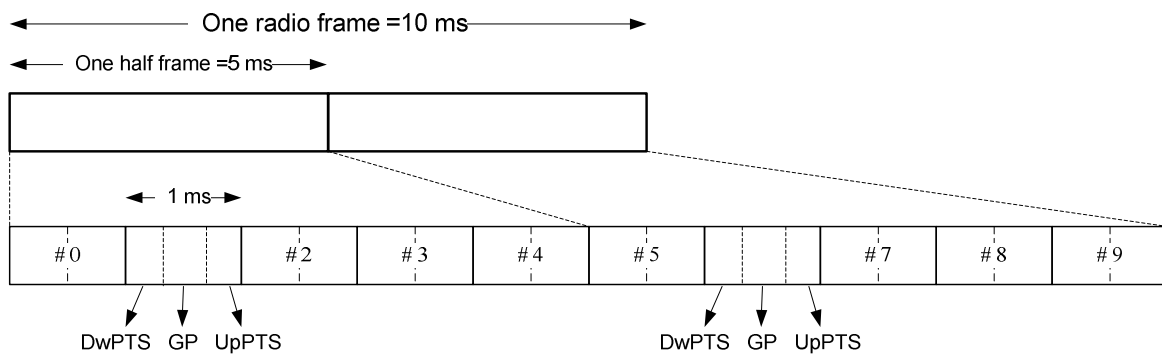 One radio frame =10 ms
One half frame =5 ms
1 ms
#0 #2 #3 #4 #5 #7 #8 #9
DwPTS GP UpPTS DwPTS GP UpPTS